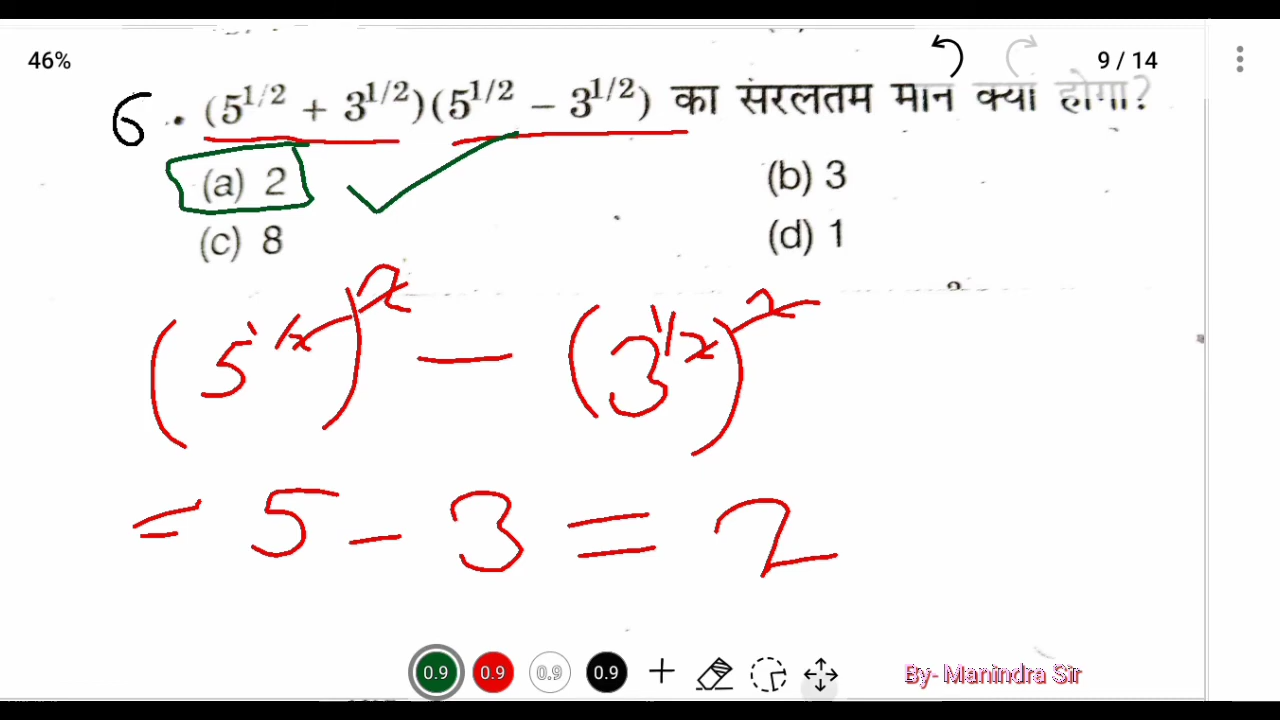 46%
9 / 14
6. (5^{1/2} + 3^{1/2})(5^{1/2} − 3^{1/2}) का सरलतम मान क्या होगा?
(a) 2 (b) 3
(c) 8 (d) 1
(5^{1/2})^2 − (3^{1/2})^2
= 5 − 3 = 2
0.9 0.9 0.9 0.9
By- Manindra Sir